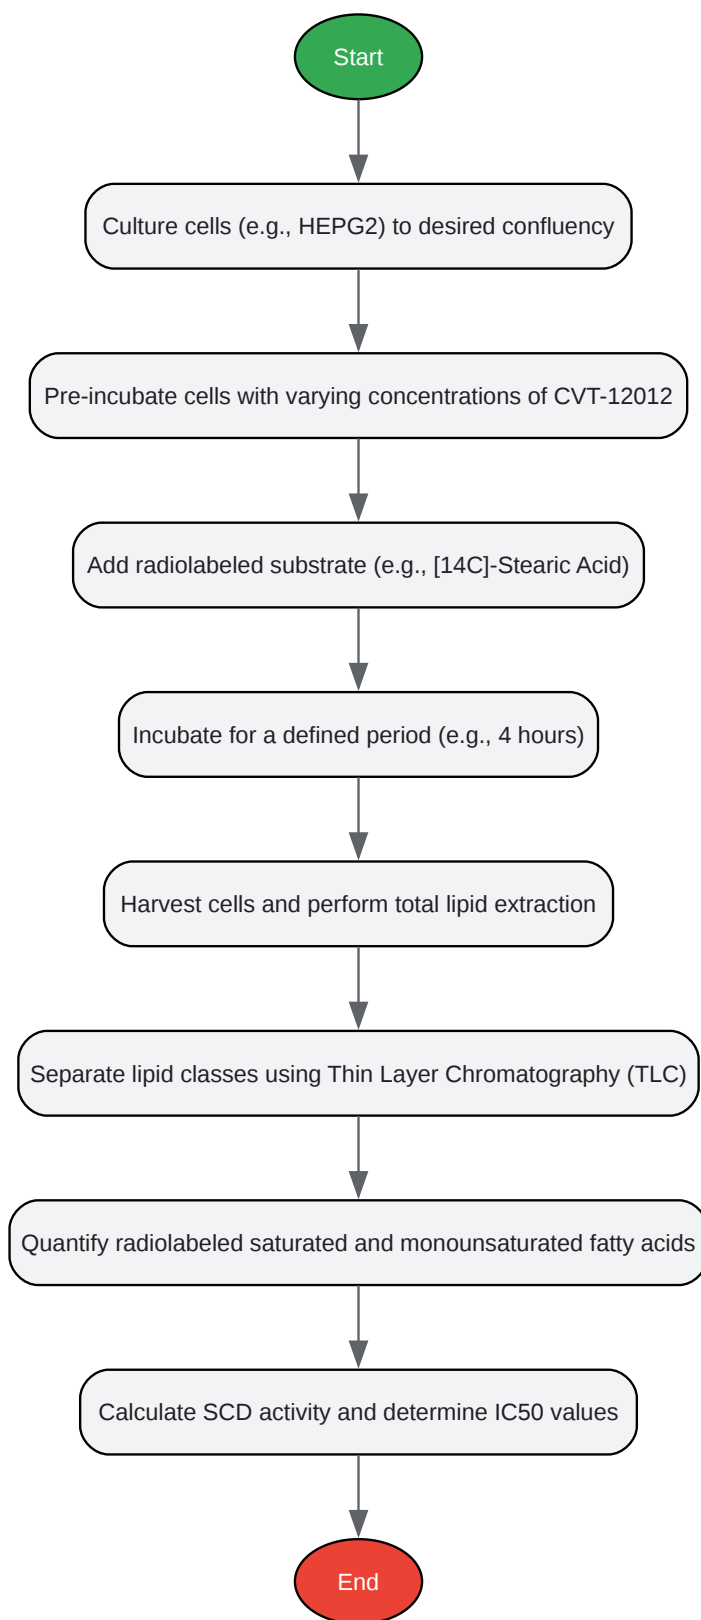 Start
Culture cells (e.g., HEPG2) to desired confluency
Pre-incubate cells with varying concentrations of CVT-12012
Add radiolabeled substrate (e.g., [14C]-Stearic Acid)
Incubate for a defined period (e.g., 4 hours)
Harvest cells and perform total lipid extraction
Separate lipid classes using Thin Layer Chromatography (TLC)
Quantify radiolabeled saturated and monounsaturated fatty acids
Calculate SCD activity and determine IC50 values
End